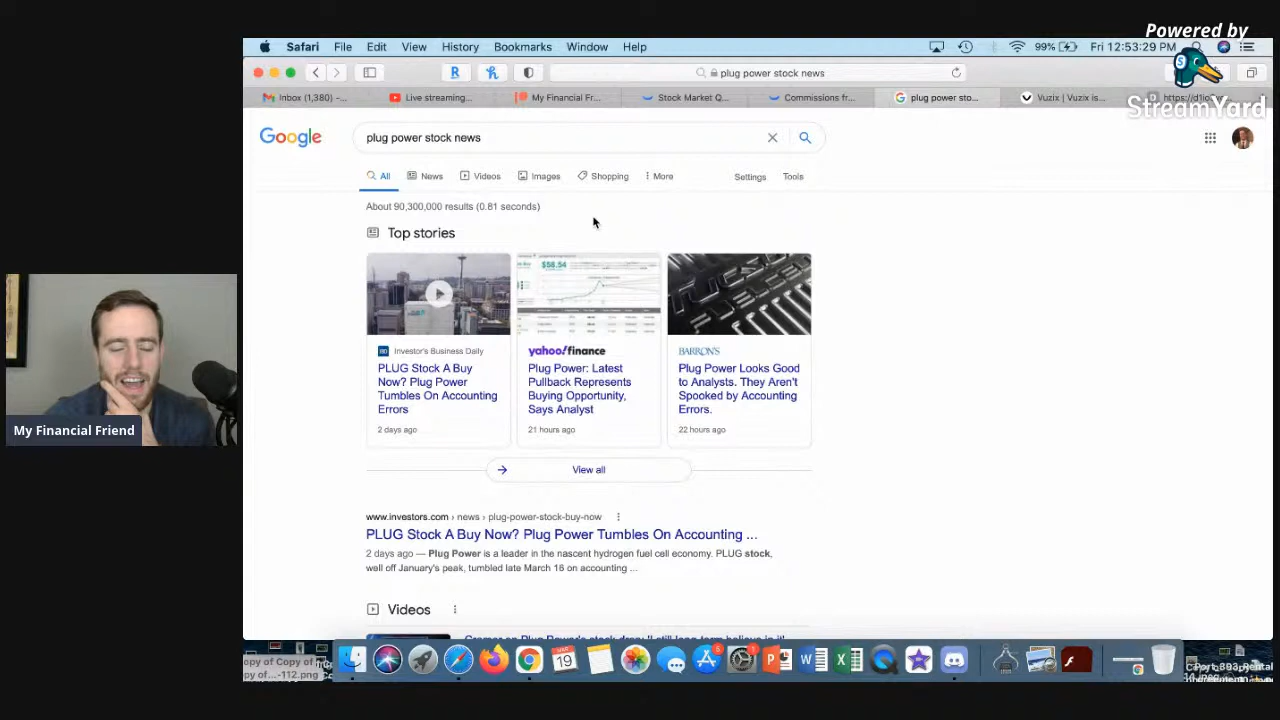 Powered by
StreamYard
Safari File Edit View History Bookmarks Window Help
99% Fri 12:53:29 PM
plug power stock news
Inbox (1,380) –...
Live streaming...
My Financial Fr...
Stock Market Q...
Commissions fr...
plug power sto...
Vuzix | Vuzix is...
Google
plug power stock news
All News Videos Images Shopping More Settings Tools
About 90,300,000 results (0.81 seconds)
Top stories
$58.54
Investor's Business Daily
PLUG Stock A Buy
Now? Plug Power
Tumbles On Accounting
Errors
2 days ago
yahoo!finance
Plug Power: Latest
Pullback Represents
Buying Opportunity,
Says Analyst
21 hours ago
BARRON'S
Plug Power Looks Good
to Analysts. They Aren't
Spooked by Accounting
Errors.
22 hours ago
View all
www.investors.com › news › plug-power-stock-buy-now
PLUG Stock A Buy Now? Plug Power Tumbles On Accounting ...
2 days ago — Plug Power is a leader in the nascent hydrogen fuel cell economy. PLUG stock,
well off January's peak, tumbled late March 16 on accounting ...
Videos
My Financial Friend
19